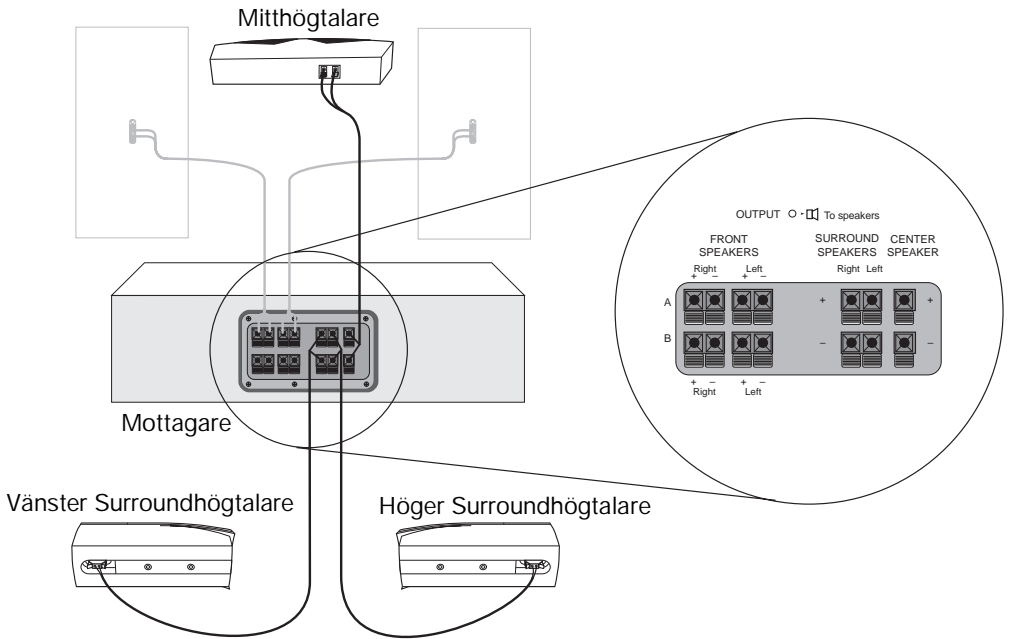 Mitthögtalare
OUTPUT To speakers
FRONT SPEAKERS
SURROUND SPEAKERS
CENTER SPEAKER
Right Left
+ – + –
Right Left
A + +
B – –
+ – + –
Right Left
Mottagare
Vänster Surroundhögtalare
Höger Surroundhögtalare